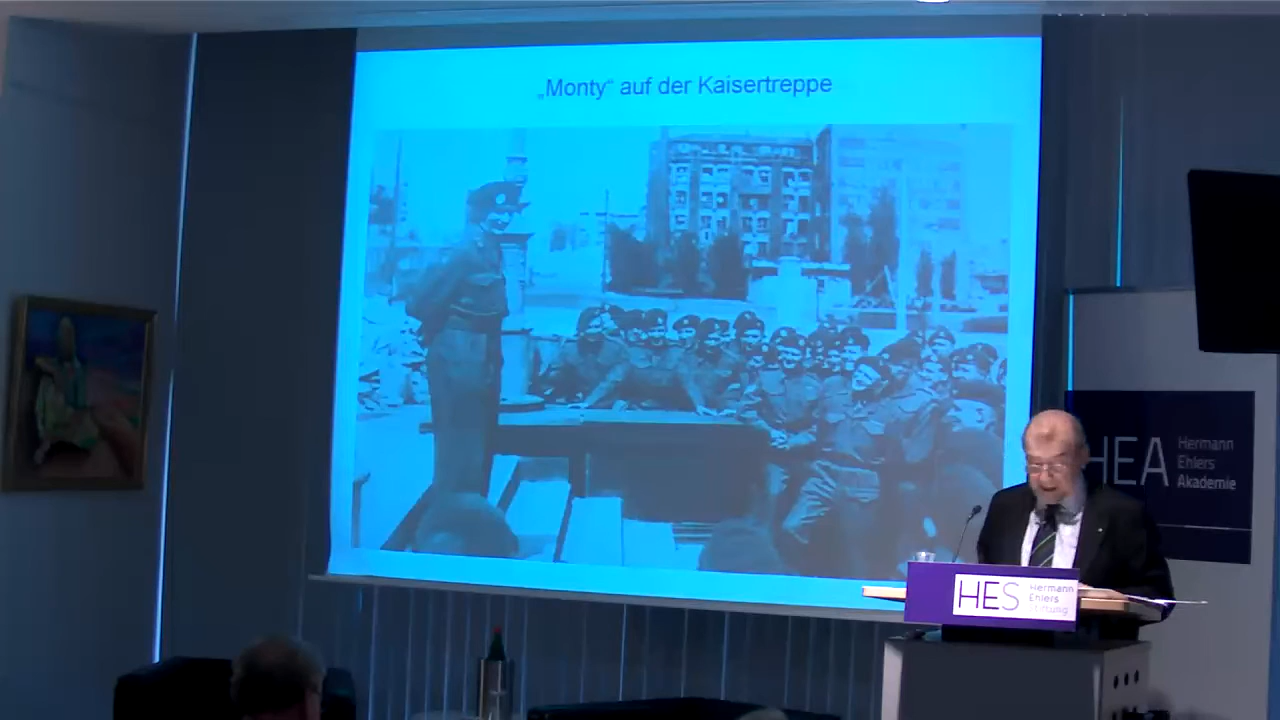 „Monty“ auf der Kaisertreppe
HEA
Hermann
Ehlers
Akademie
HES
Hermann
Ehlers
Stiftung